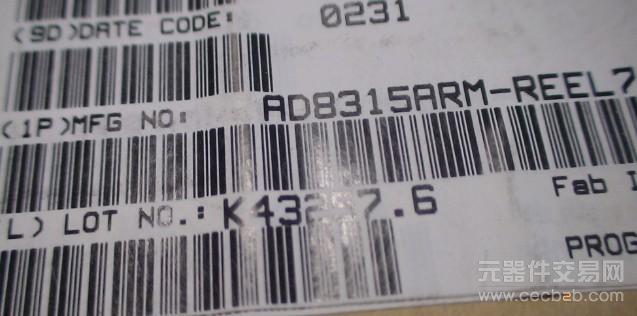 (9D)DATE CODE: 0231
(1P)MFG NO: AD8315ARM-REEL7
L) LOT NO.:
Fab
PROG
元器件交易网
www.cecb2b.com